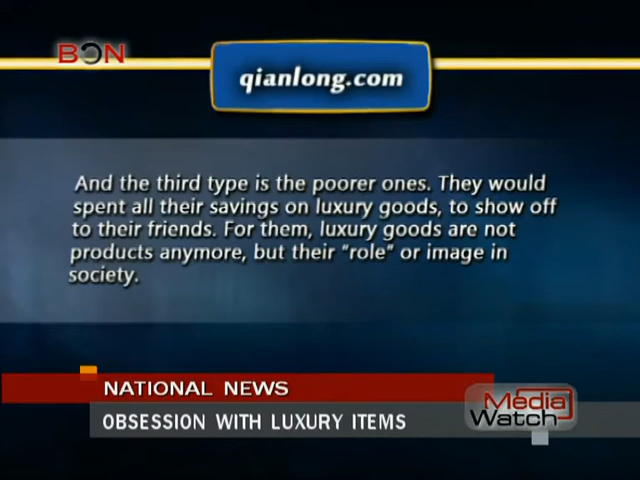 BON
qianlong.com
And the third type is the poorer ones. They would
spent all their savings on luxury goods, to show off
to their friends. For them, luxury goods are not
products anymore, but their "role" or image in
society.
NATIONAL NEWS
OBSESSION WITH LUXURY ITEMS
Media
Watch